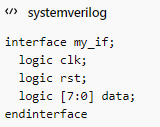 </> systemverilog
interface my_if;
  logic clk;
  logic rst;
  logic [7:0] data;
endinterface